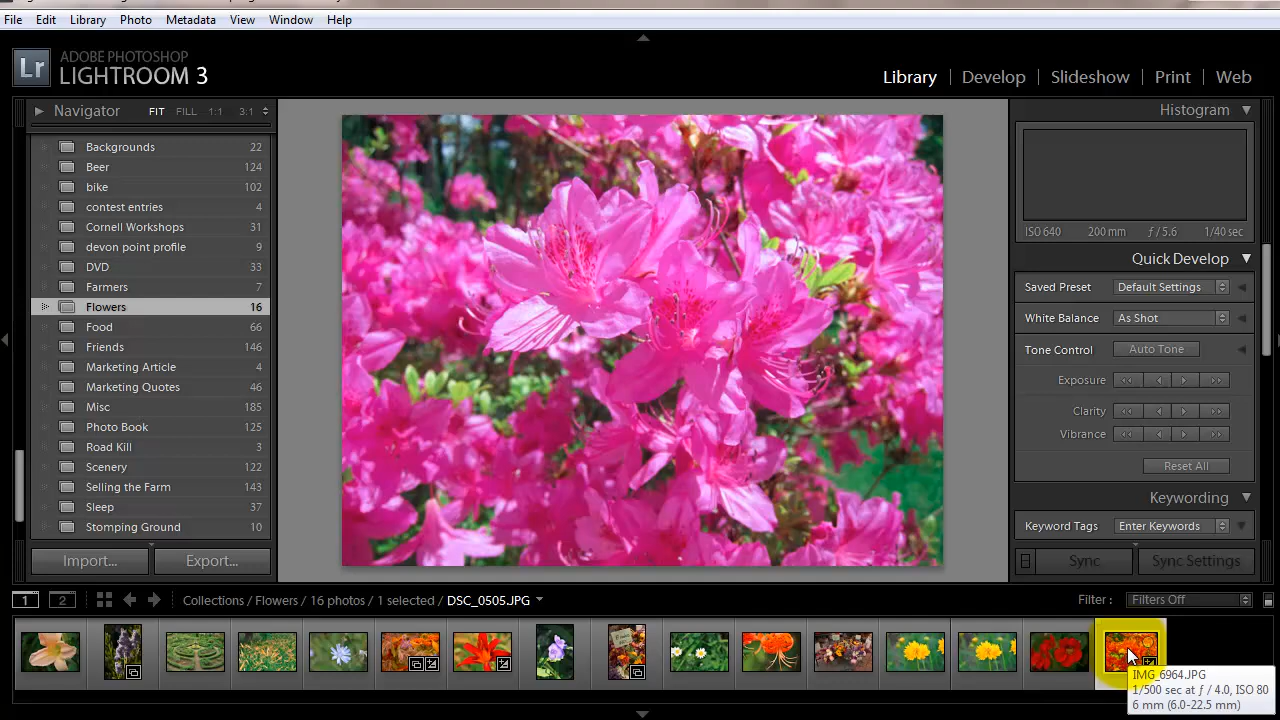 File Edit Library Photo Metadata View Window Help
Lr
ADOBE PHOTOSHOP
LIGHTROOM 3
Library | Develop | Slideshow | Print | Web
Navigator FIT FILL 1:1 3:1
Backgrounds 22
Beer 124
bike 102
contest entries 4
Cornell Workshops 31
devon point profile 9
DVD 33
Farmers 7
Flowers 16
Food 66
Friends 146
Marketing Article 4
Marketing Quotes 46
Misc 185
Photo Book 125
Road Kill 3
Scenery 122
Selling the Farm 143
Sleep 37
Stomping Ground 10
Import... Export...
Histogram
ISO 640 200 mm ƒ / 5.6 1/40 sec
Quick Develop
Saved Preset Default Settings
White Balance As Shot
Tone Control Auto Tone
Exposure
Clarity
Vibrance
Reset All
Keywording
Keyword Tags Enter Keywords
Sync Sync Settings
1 2 Collections / Flowers / 16 photos / 1 selected / DSC_0505.JPG Filter : Filters Off
IMG_6964.JPG
1/500 sec at ƒ / 4.0, ISO 80
6 mm (6.0-22.5 mm)